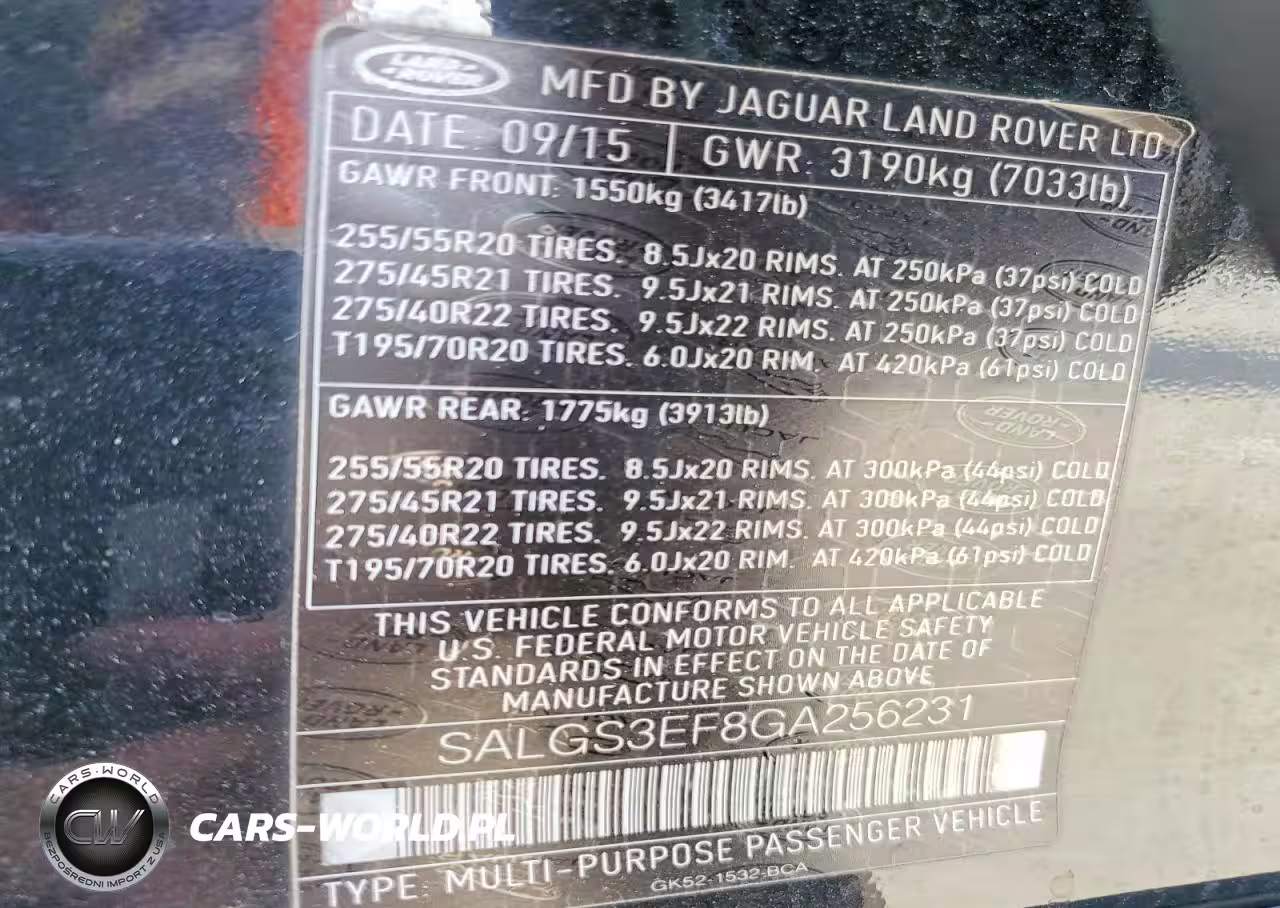 LAND-
-ROVER
MFD BY JAGUAR LAND ROVER LTD
DATE: 09/15 | GWR: 3190kg (7033lb)
GAWR FRONT: 1550kg (3417lb)
255/55R20 TIRES. 8.5Jx20 RIMS. AT 250kPa (37psi) COLD
275/45R21 TIRES. 9.5Jx21 RIMS. AT 250kPa (37psi) COLD
275/40R22 TIRES. 9.5Jx22 RIMS. AT 250kPa (37psi) COLD
T195/70R20 TIRES. 6.0Jx20 RIM. AT 420kPa (61psi) COLD
GAWR REAR: 1775kg (3913lb)
LAND-
-ROVER
255/55R20 TIRES. 8.5Jx20 RIMS. AT 300kPa (44psi) COLD
275/45R21 TIRES. 9.5Jx21 RIMS. AT 300kPa (44psi) COLD
275/40R22 TIRES. 9.5Jx22 RIMS. AT 300kPa (44psi) COLD
T195/70R20 TIRES. 6.0Jx20 RIM. AT 420kPa (61psi) COLD
THIS VEHICLE CONFORMS TO ALL APPLICABLE
U.S. FEDERAL MOTOR VEHICLE SAFETY
STANDARDS IN EFFECT ON THE DATE OF
MANUFACTURE SHOWN ABOVE
SALGS3EF8GA256231
TYPE: MULTI-PURPOSE PASSENGER VEHICLE
GK52-1532-BCA
CARS-WORLD
CW
BEZPOŚREDNI IMPORT Z USA
CARS-WORLD.PL